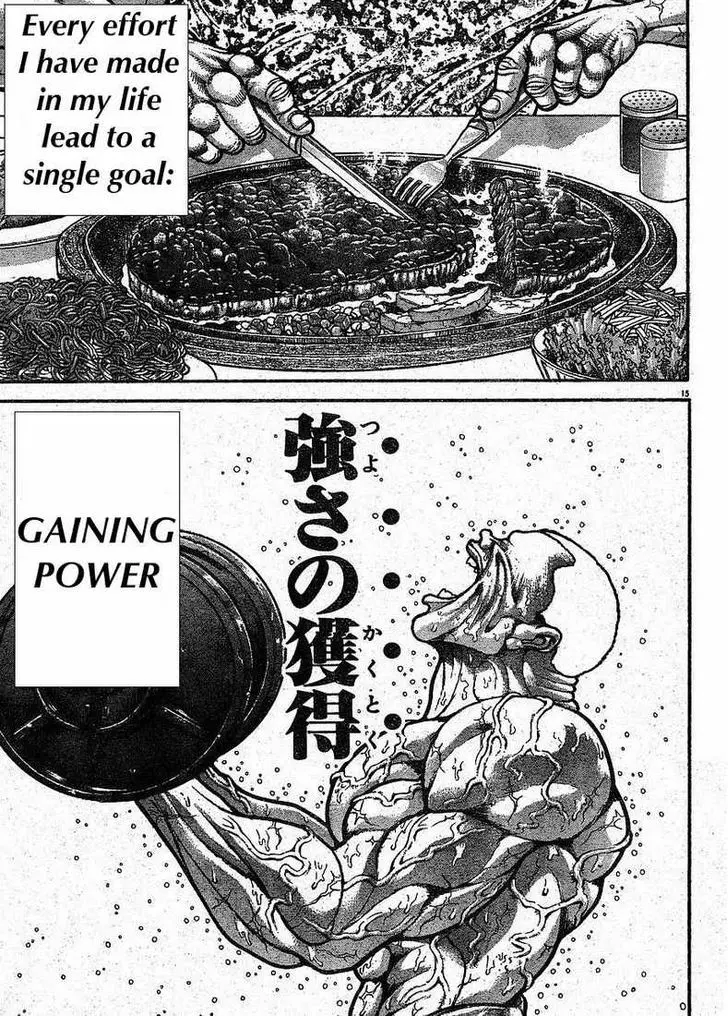 Every effort
I have made
in my life
lead to a
single goal:
15
GAINING
POWER
強さの獲得
つよ
かくとく